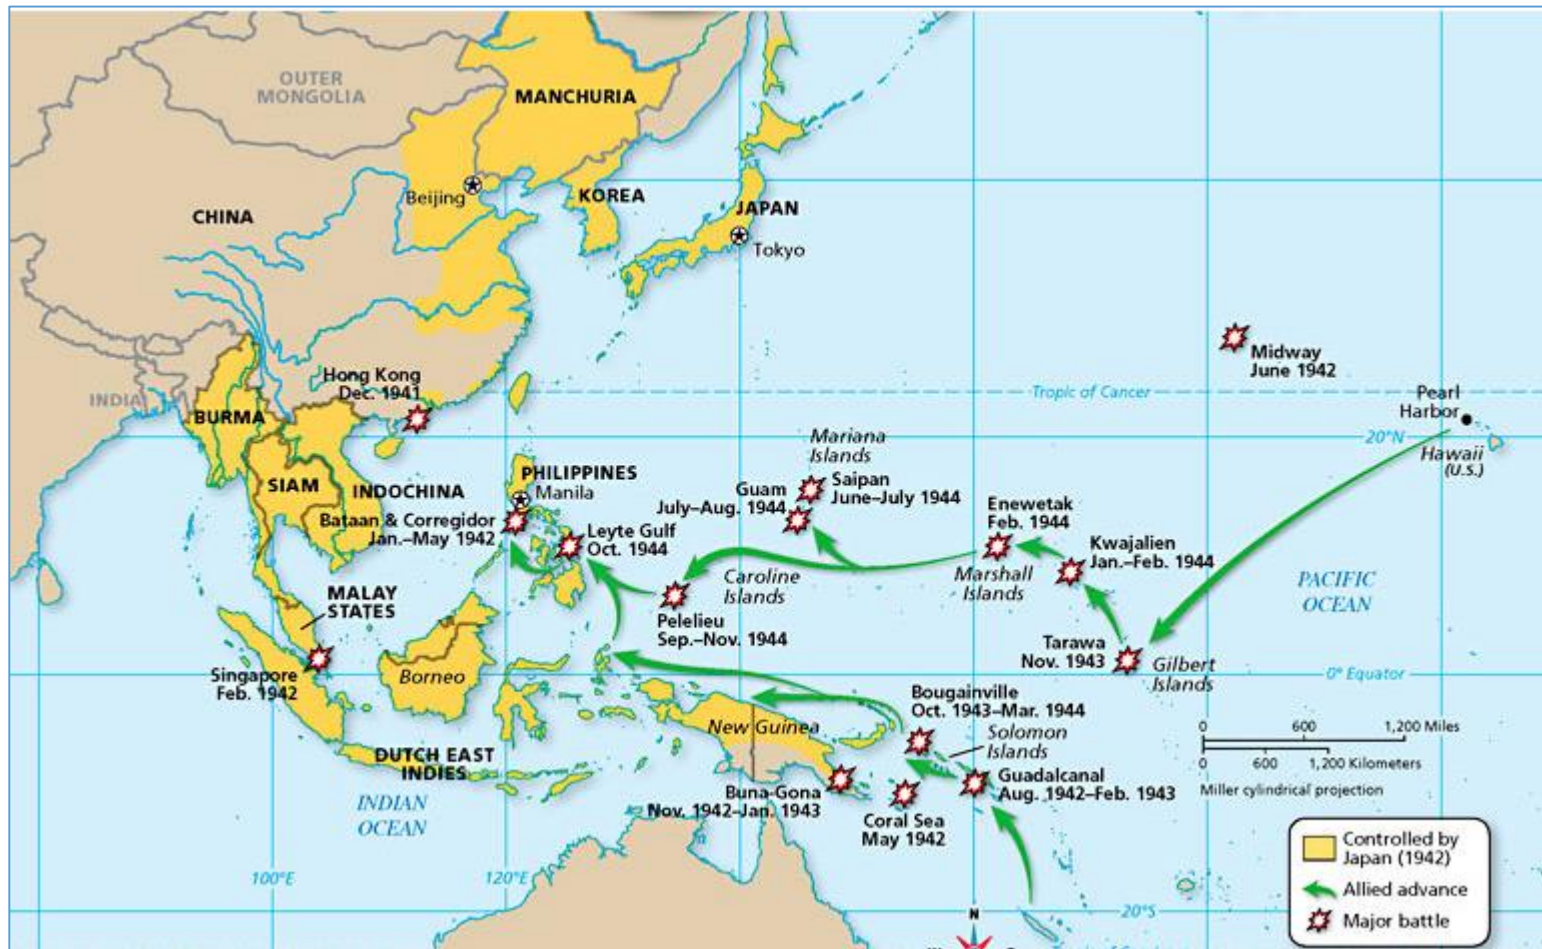 OUTER
MONGOLIA
MANCHURIA
Beijing
KOREA
CHINA
JAPAN
Tokyo
Midway
June 1942
Hong Kong
Dec. 1941
INDIA
BURMA
Tropic of Cancer
Pearl
Harbor
20°N
Hawaii
(U.S.)
Mariana
Islands
PHILIPPINES
Manila
SIAM
INDOCHINA
Guam
July–Aug. 1944
Saipan
June–July 1944
Bataan & Corregidor
Jan.–May 1942
Leyte Gulf
Oct. 1944
Enewetak
Feb. 1944
Kwajalien
Jan.–Feb. 1944
Caroline
Islands
Marshall
Islands
PACIFIC
OCEAN
MALAY
STATES
Pelelieu
Sep.–Nov. 1944
Tarawa
Nov. 1943
Gilbert
Islands
Singapore
Feb. 1942
Borneo
0° Equator
Bougainville
Oct. 1943–Mar. 1944
New Guinea
Solomon
Islands
0 600 1,200 Miles
0 600 1,200 Kilometers
Miller cylindrical projection
DUTCH EAST
INDIES
Buna-Gona
Nov. 1942–Jan. 1943
Guadalcanal
Aug. 1942–Feb. 1943
Coral Sea
May 1942
INDIAN
OCEAN
Controlled by
Japan (1942)
Allied advance
Major battle
100°E
120°E
20°S
N